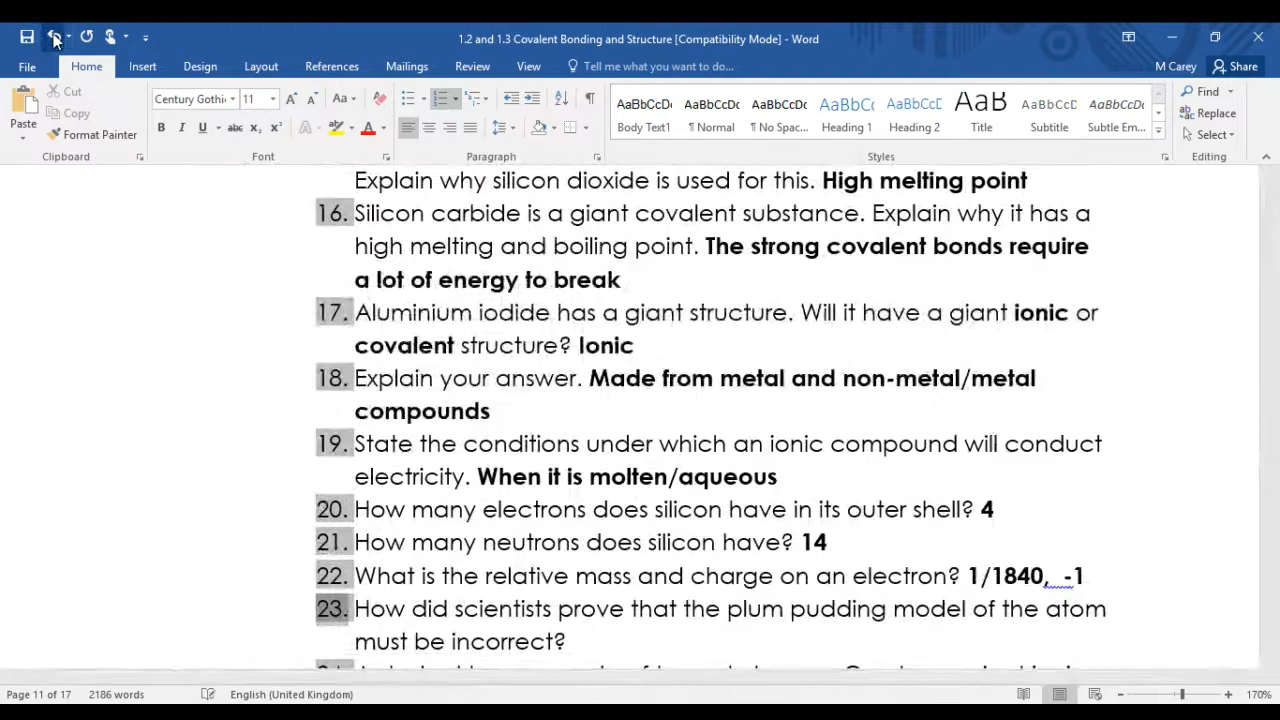 1.2 and 1.3 Covalent Bonding and Structure [Compatibility Mode] - Word
File Home Insert Design Layout References Mailings Review View Tell me what you want to do... M Carey Share
Paste
Cut
Copy
Format Painter
Clipboard
Century Gothi 11
Font
Paragraph
AaBbCcDc AaBbCcDc AaBbCcDc AaBbCc AaBbCcD AaB AaBbCcD AaBbCcDc
Body Text1 ¶ Normal ¶ No Spac... Heading 1 Heading 2 Title Subtitle Subtle Em...
Styles
Find
Replace
Select
Editing
Explain why silicon dioxide is used for this. High melting point
16. Silicon carbide is a giant covalent substance. Explain why it has a
high melting and boiling point. The strong covalent bonds require
a lot of energy to break
17. Aluminium iodide has a giant structure. Will it have a giant ionic or
covalent structure? Ionic
18. Explain your answer. Made from metal and non-metal/metal
compounds
19. State the conditions under which an ionic compound will conduct
electricity. When it is molten/aqueous
20. How many electrons does silicon have in its outer shell? 4
21. How many neutrons does silicon have? 14
22. What is the relative mass and charge on an electron? 1/1840, -1
23. How did scientists prove that the plum pudding model of the atom
must be incorrect?
Page 11 of 17 2186 words English (United Kingdom) 170%